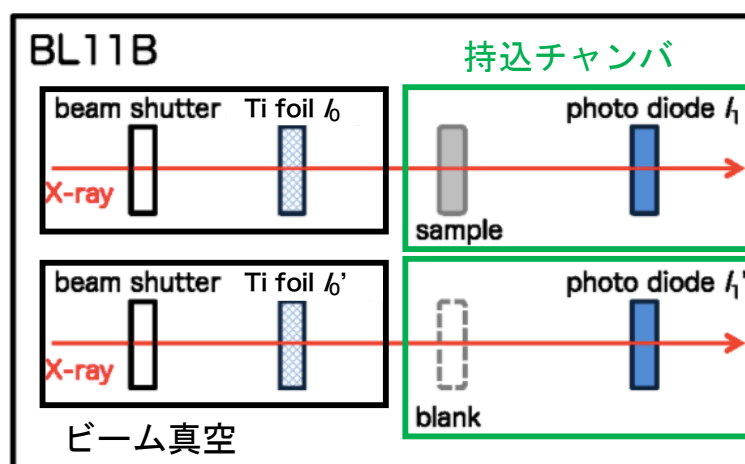 BL11B
持込チャンバ
beam shutter
Ti foil I₀
photo diode I₁
X-ray
sample
beam shutter
Ti foil I₀'
photo diode I₁'
X-ray
blank
ビーム真空